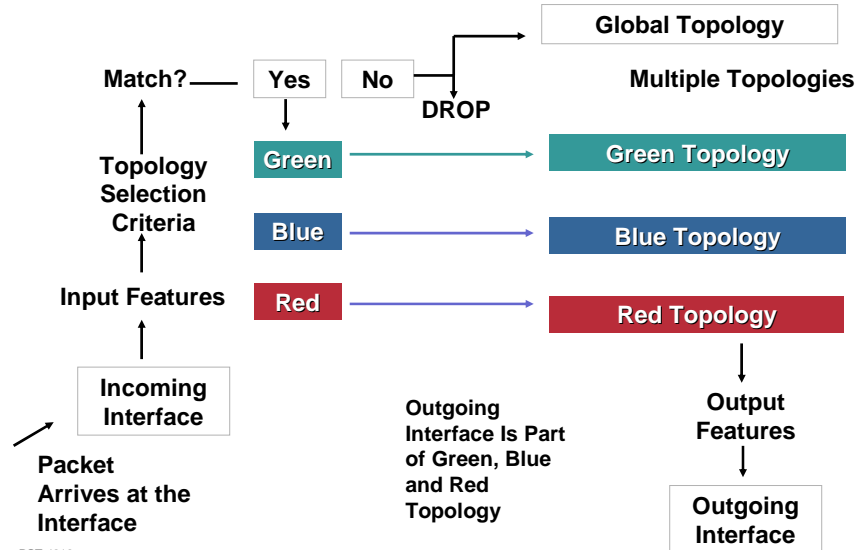 Global Topology
Match?
Yes
No
Multiple Topologies
DROP
Topology
Selection
Criteria
Green
Green Topology
Blue
Blue Topology
Input Features
Red
Red Topology
Incoming
Interface
Outgoing
Interface Is Part
of Green, Blue
and Red
Topology
Output
Features
Packet
Arrives at the
Interface
Outgoing
Interface